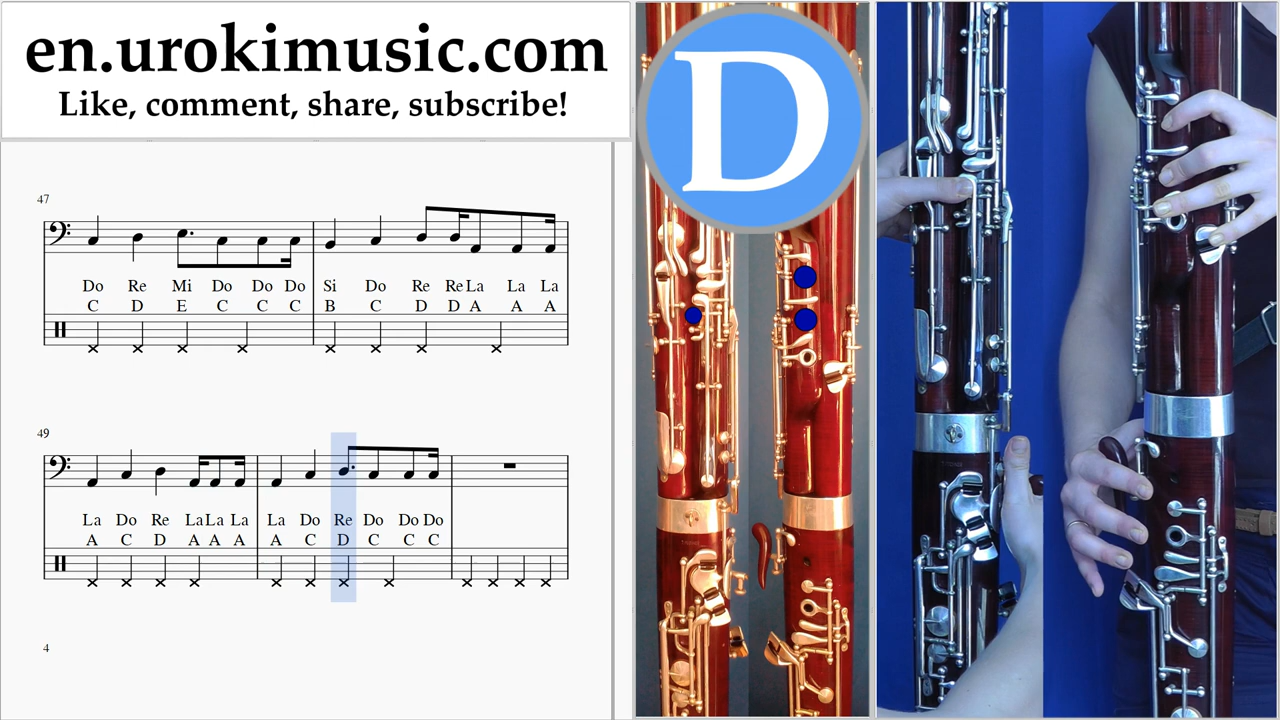 en.urokimusic.com
Like, comment, share, subscribe!
D
47
Do Re Mi Do Do Do Si Do Re Re La La La
C D E C C C B C D D A A A
49
La Do Re La La La La Do Re Do Do Do
A C D A A A A C D C C C
4